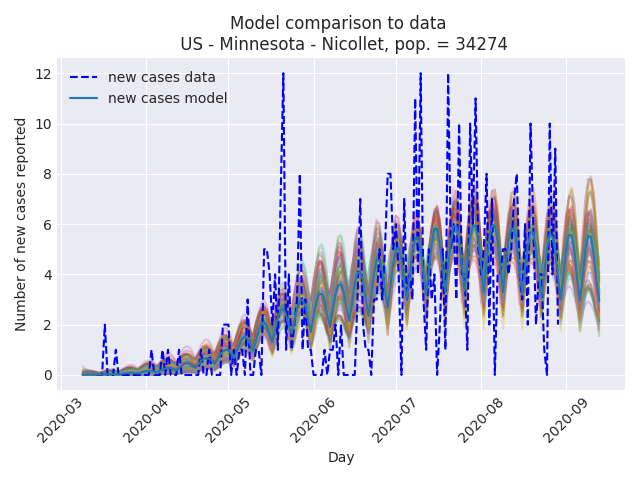 Model comparison to data
US - Minnesota - Nicollet, pop. = 34274
new cases data
new cases model
Number of new cases reported
12
10
8
6
4
2
0
2020-03
2020-04
2020-05
2020-06
2020-07
2020-08
2020-09
Day